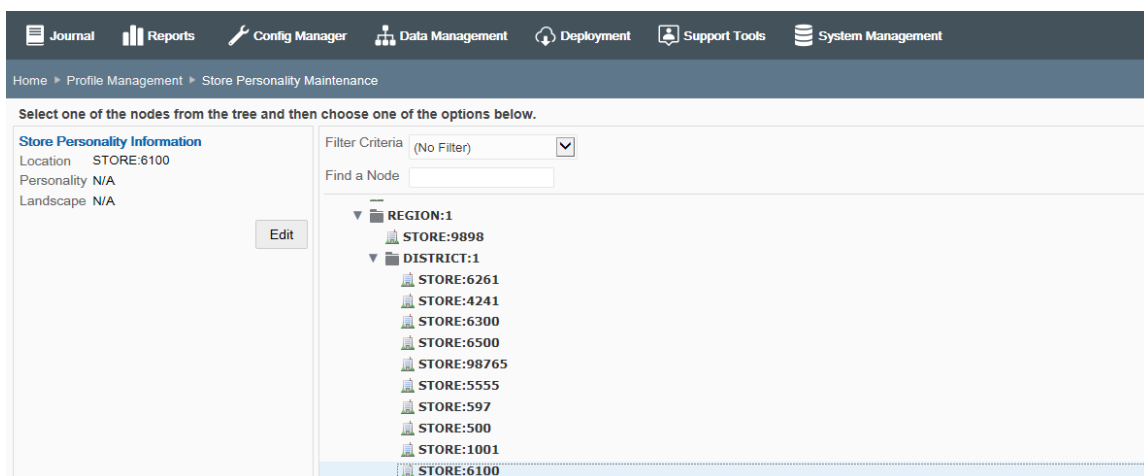 Journal Reports Config Manager Data Management Deployment Support Tools System Management
Home Profile Management Store Personality Maintenance
Select one of the nodes from the tree and then choose one of the options below.
Store Personality Information
Location STORE:6100
Personality N/A
Landscape N/A
Edit
Filter Criteria (No Filter)
Find a Node
REGION:1
STORE:9898
DISTRICT:1
STORE:6261
STORE:4241
STORE:6300
STORE:6500
STORE:98765
STORE:5555
STORE:597
STORE:500
STORE:1001
STORE:6100